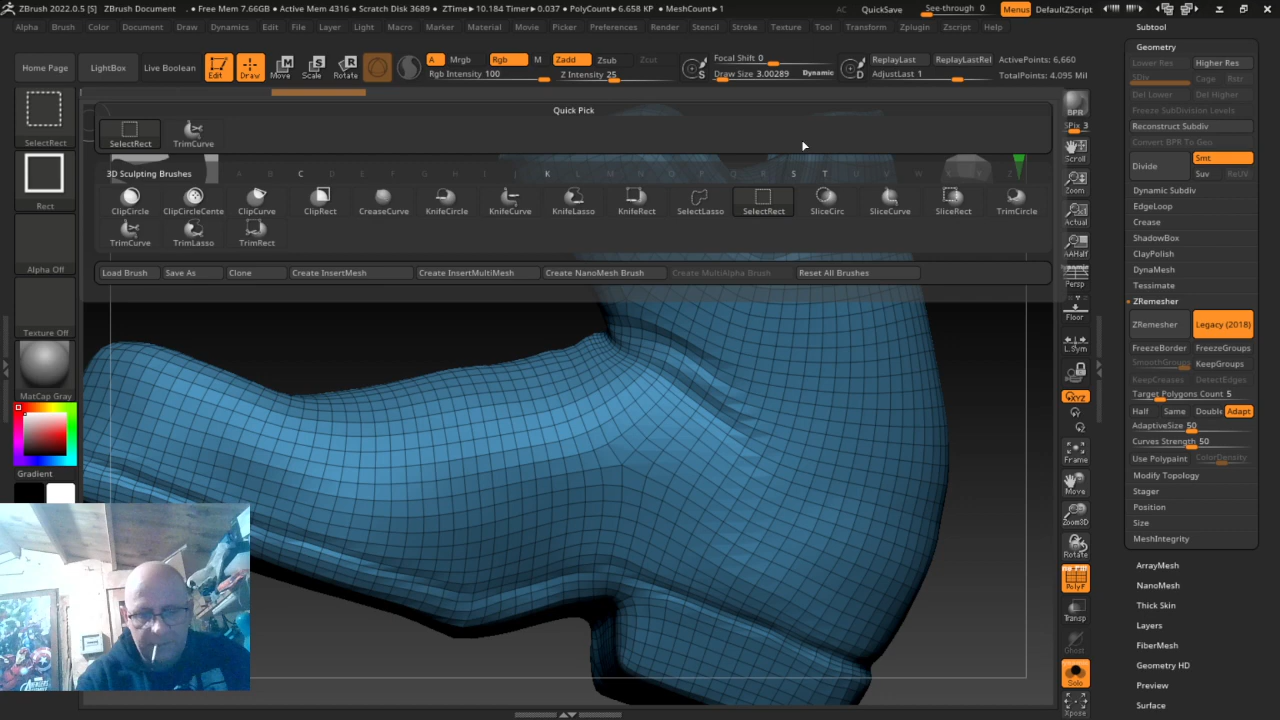 ZBrush 2022.0.5 [S] ZBrush Document • Free Mem 7.66GB • Active Mem 4316 • Scratch Disk 3689 • ZTime▸10.184 Timer▸0.037 • PolyCount▸6.658 KP • MeshCount▸1 AC QuickSave See-through 0 Menus DefaultZScript
Alpha Brush Color Document Draw Dynamics Edit File Layer Light Macro Marker Material Movie Picker Preferences Render Stencil Stroke Texture Tool Transform Zplugin Zscript Help
Home Page LightBox Live Boolean Edit Draw Move Scale Rotate
A Mrgb Rgb M Zadd Zsub Zcut
Rgb Intensity 100 Z Intensity 25
Focal Shift 0
Draw Size 3.00289 Dynamic
ReplayLast ReplayLastRel
AdjustLast 1
ActivePoints: 6,660
TotalPoints: 4.095 Mil
SelectRect
Rect
Alpha Off
Texture Off
MatCap Gray
Gradient
Quick Pick
SelectRect TrimCurve
3D Sculpting Brushes A B C D E F G H I J K L M N O P Q R S T U V W X Y Z
ClipCircle ClipCircleCente ClipCurve ClipRect CreaseCurve KnifeCircle KnifeCurve KnifeLasso KnifeRect SelectLasso SelectRect SliceCirc SliceCurve SliceRect TrimCircle
TrimCurve TrimLasso TrimRect
Load Brush Save As Clone Create InsertMesh Create InsertMultiMesh Create NanoMesh Brush Create MultiAlpha Brush Reset All Brushes
BPR
SPix 3
Scroll
Zoom
Actual
AAHalf
Persp
Floor
L.Sym
XYZ
Frame
Move
Zoom3D
Rotate
PolyF
Transp
Ghost
Solo
Xpose
Subtool
Geometry
Lower Res Higher Res
SDiv Cage Rstr
Del Lower Del Higher
Freeze SubDivision Levels
Reconstruct Subdiv
Convert BPR To Geo
Divide Smt
Suv ReUV
Dynamic Subdiv
EdgeLoop
Crease
ShadowBox
ClayPolish
DynaMesh
Tessimate
ZRemesher
ZRemesher Legacy (2018)
FreezeBorder FreezeGroups
SmoothGroups KeepGroups
KeepCreases DetectEdges
Target Polygons Count 5
Half Same Double Adapt
AdaptiveSize 50
Curves Strength 50
Use Polypaint ColorDensity
Modify Topology
Stager
Position
Size
MeshIntegrity
ArrayMesh
NanoMesh
Thick Skin
Layers
FiberMesh
Geometry HD
Preview
Surface